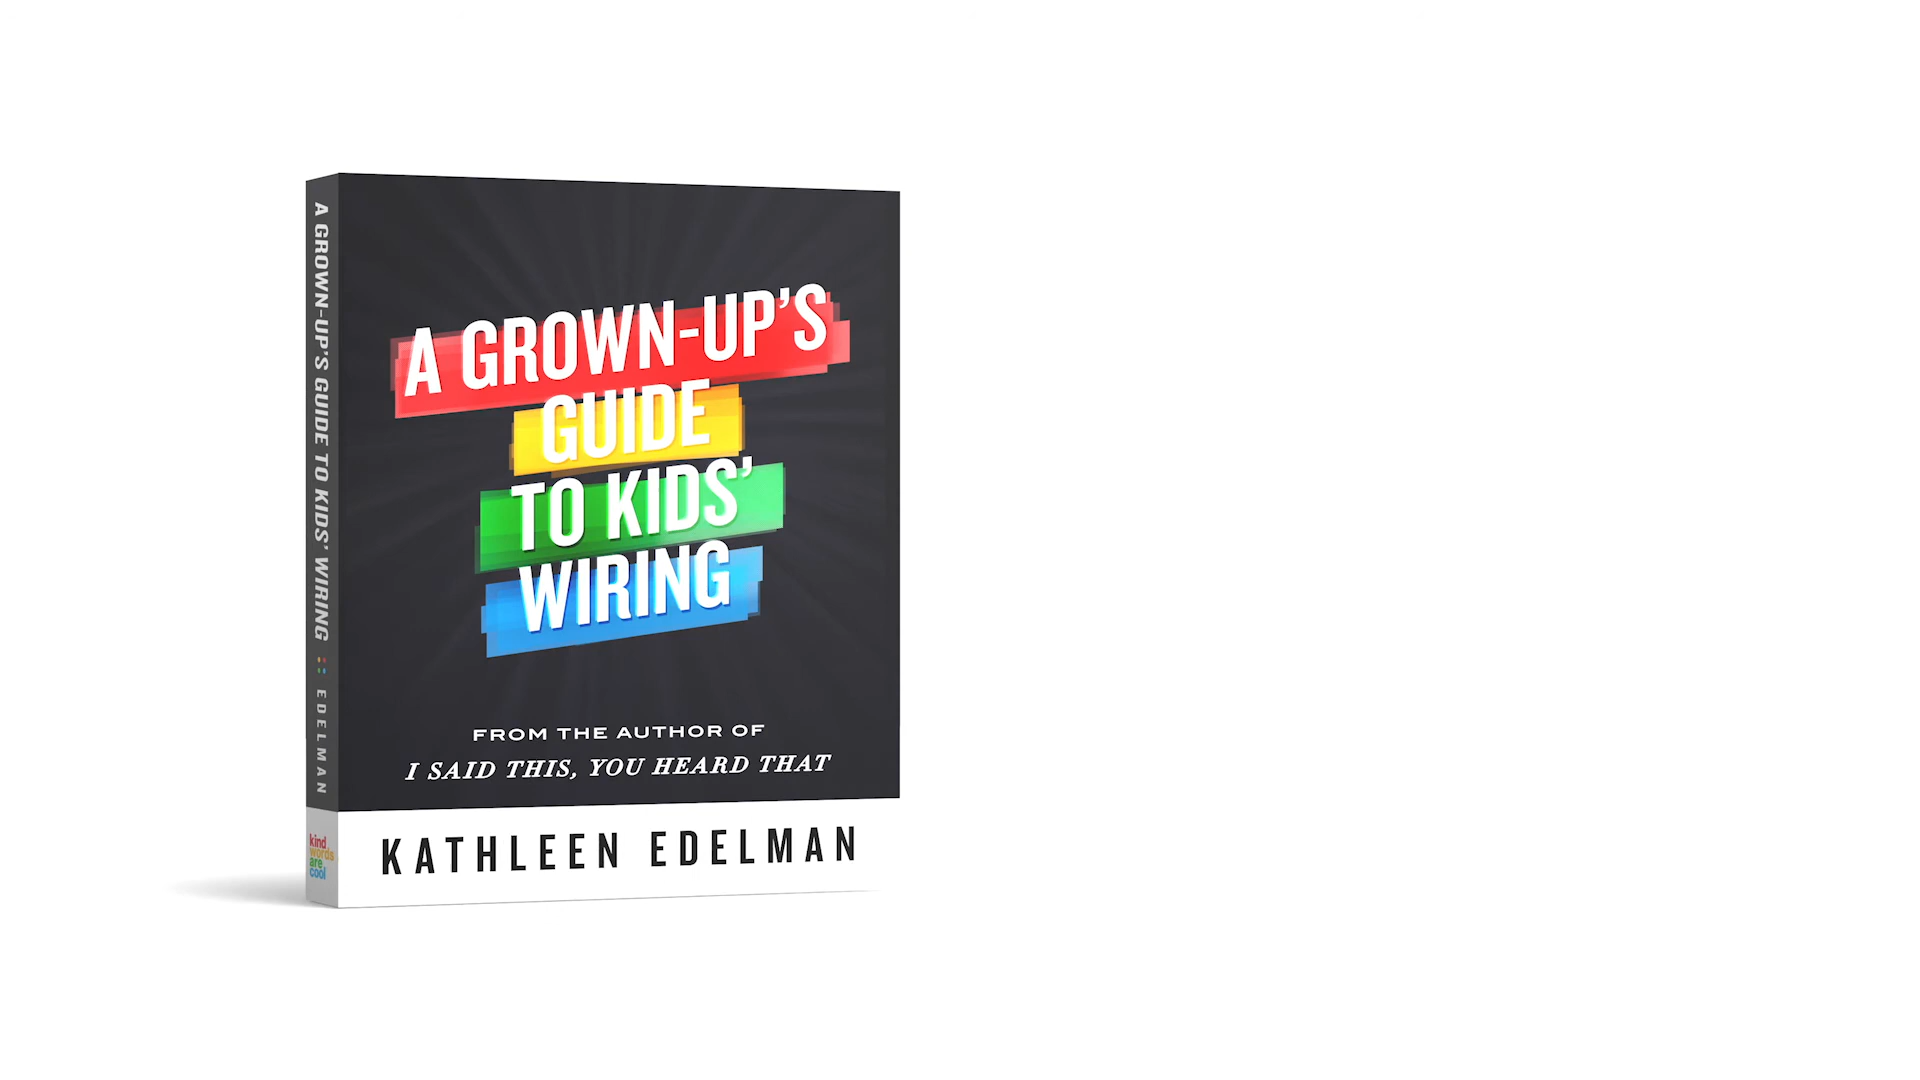 A GROWN-UP'S GUIDE TO KIDS' WIRING EDELMAN
kind
words
are
cool
A GROWN-UP'S
GUIDE
TO KIDS'
WIRING
FROM THE AUTHOR OF
I SAID THIS, YOU HEARD THAT
KATHLEEN EDELMAN